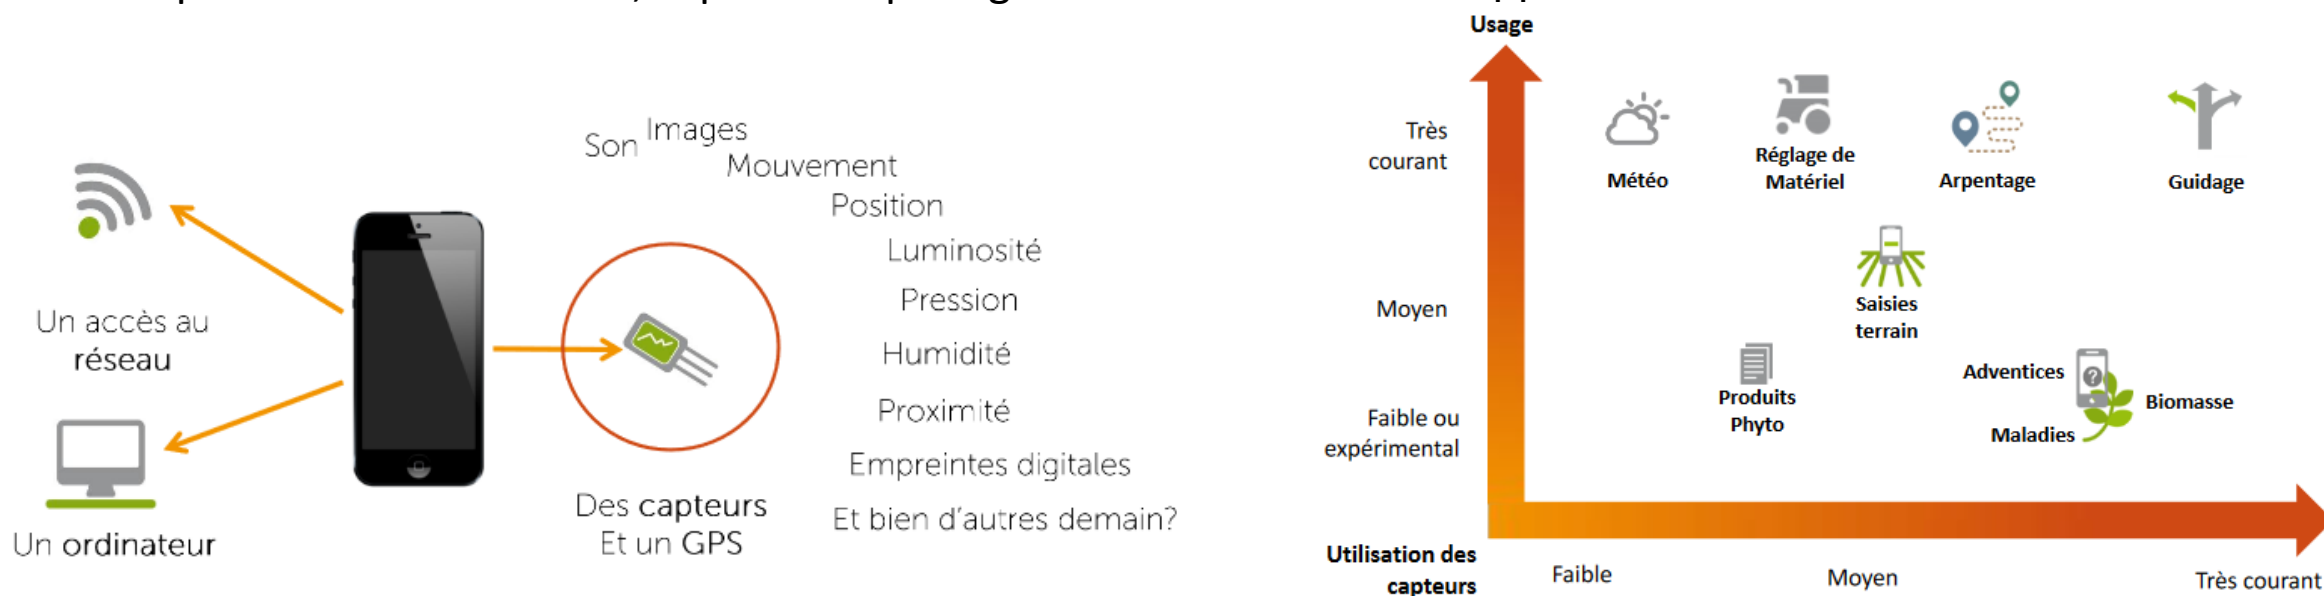 Son
Images
Mouvement
Position
Luminosité
Pression
Humidité
Proximité
Empreintes digitales
Et bien d'autres demain?
Un accès au
réseau
Un ordinateur
Des capteurs
Et un GPS
Usage
Très
courant
Moyen
Faible ou
expérimental
Météo
Réglage de
Matériel
Arpentage
Guidage
Saisies
terrain
Produits
Phyto
Adventices
?
Biomasse
Maladies
Utilisation des
capteurs
Faible
Moyen
Très courant